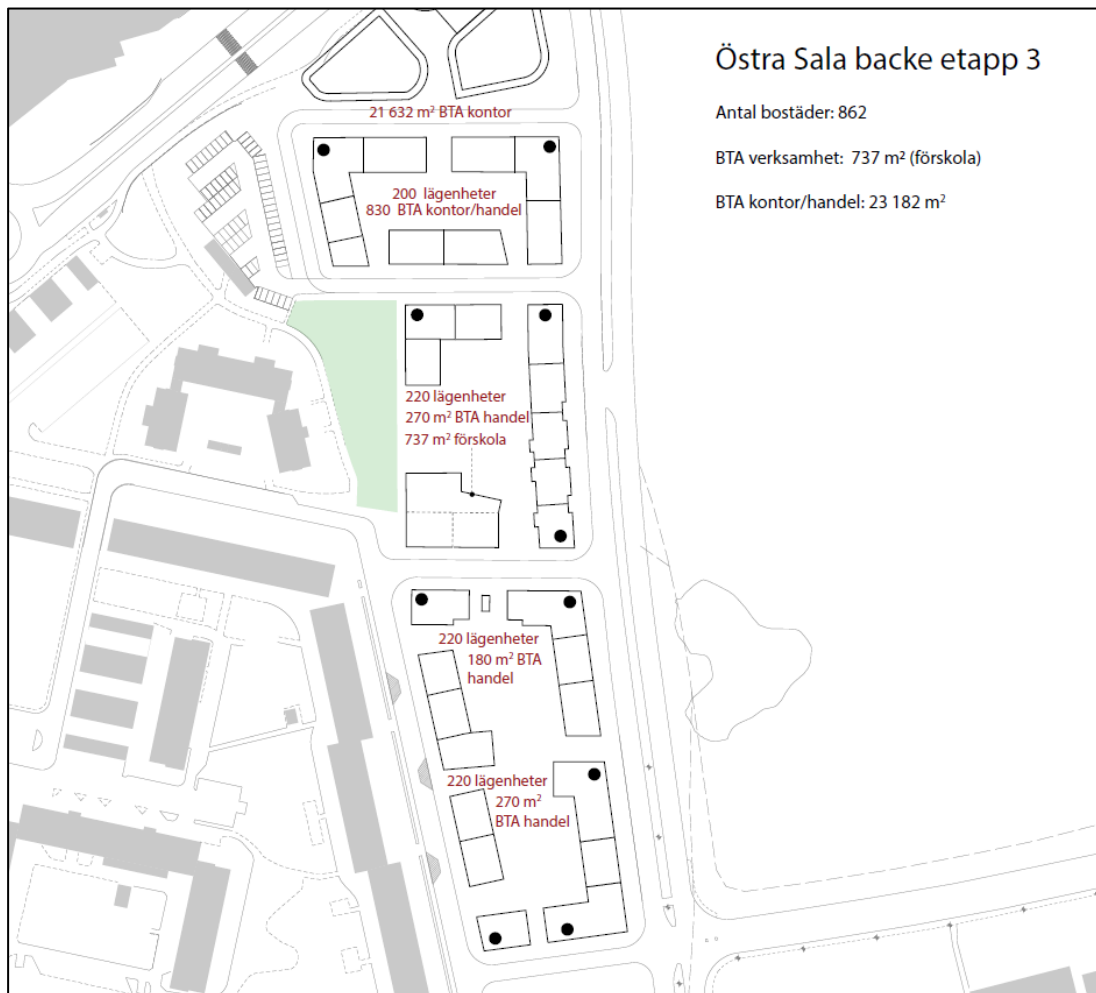 Östra Sala backe etapp 3
Antal bostäder: 862
BTA verksamhet: 737 m² (förskola)
BTA kontor/handel: 23 182 m²
21 632 m² BTA kontor
200 lägenheter
830 BTA kontor/handel
220 lägenheter
270 m² BTA handel
737 m² förskola
220 lägenheter
180 m² BTA
handel
220 lägenheter
270 m²
BTA handel